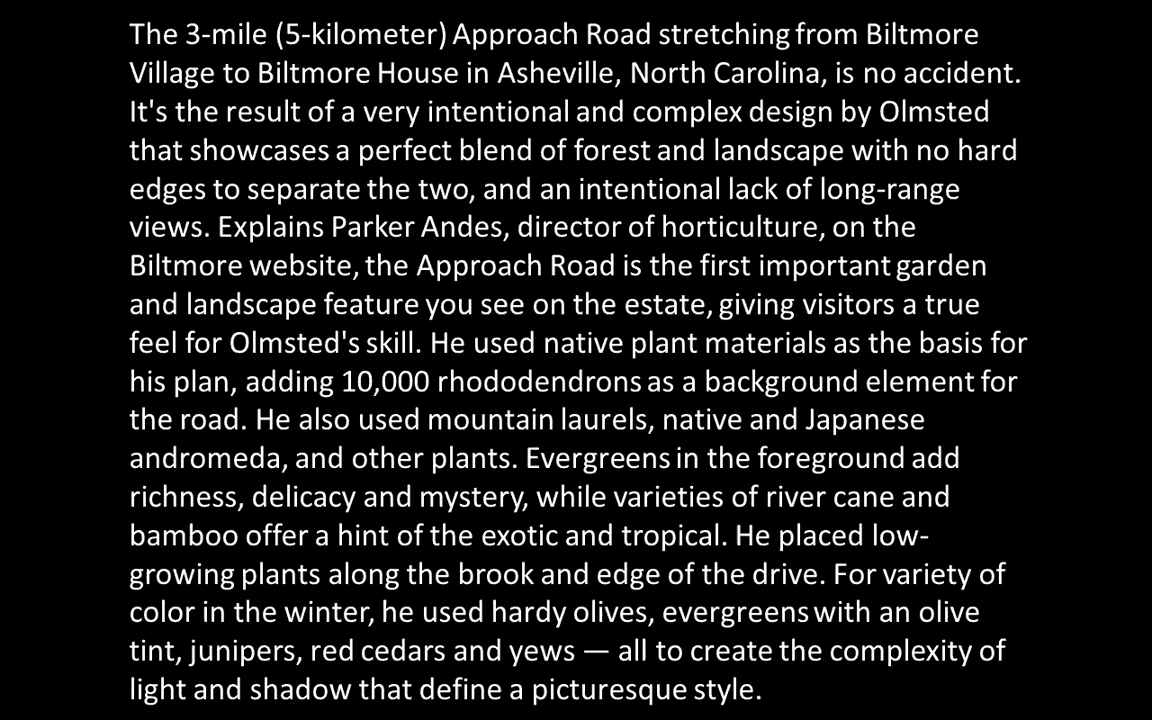 The 3-mile (5-kilometer) Approach Road stretching from Biltmore
Village to Biltmore House in Asheville, North Carolina, is no accident.
It's the result of a very intentional and complex design by Olmsted
that showcases a perfect blend of forest and landscape with no hard
edges to separate the two, and an intentional lack of long-range
views. Explains Parker Andes, director of horticulture, on the
Biltmore website, the Approach Road is the first important garden
and landscape feature you see on the estate, giving visitors a true
feel for Olmsted's skill. He used native plant materials as the basis for
his plan, adding 10,000 rhododendrons as a background element for
the road. He also used mountain laurels, native and Japanese
andromeda, and other plants. Evergreens in the foreground add
richness, delicacy and mystery, while varieties of river cane and
bamboo offer a hint of the exotic and tropical. He placed low-
growing plants along the brook and edge of the drive. For variety of
color in the winter, he used hardy olives, evergreens with an olive
tint, junipers, red cedars and yews — all to create the complexity of
light and shadow that define a picturesque style.